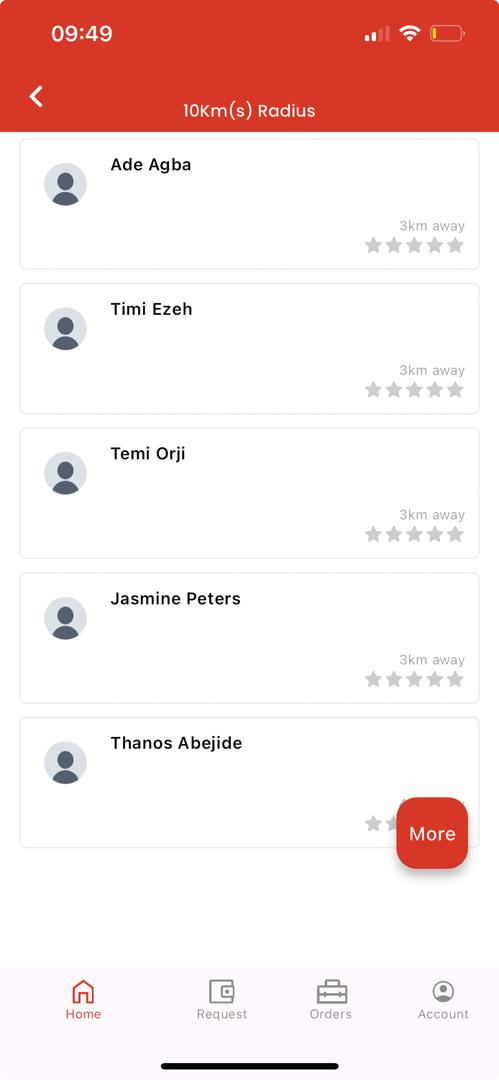 09:49
10Km(s) Radius
Ade Agba
3km away
Timi Ezeh
3km away
Temi Orji
3km away
Jasmine Peters
3km away
Thanos Abejide
More
Home Request Orders Account